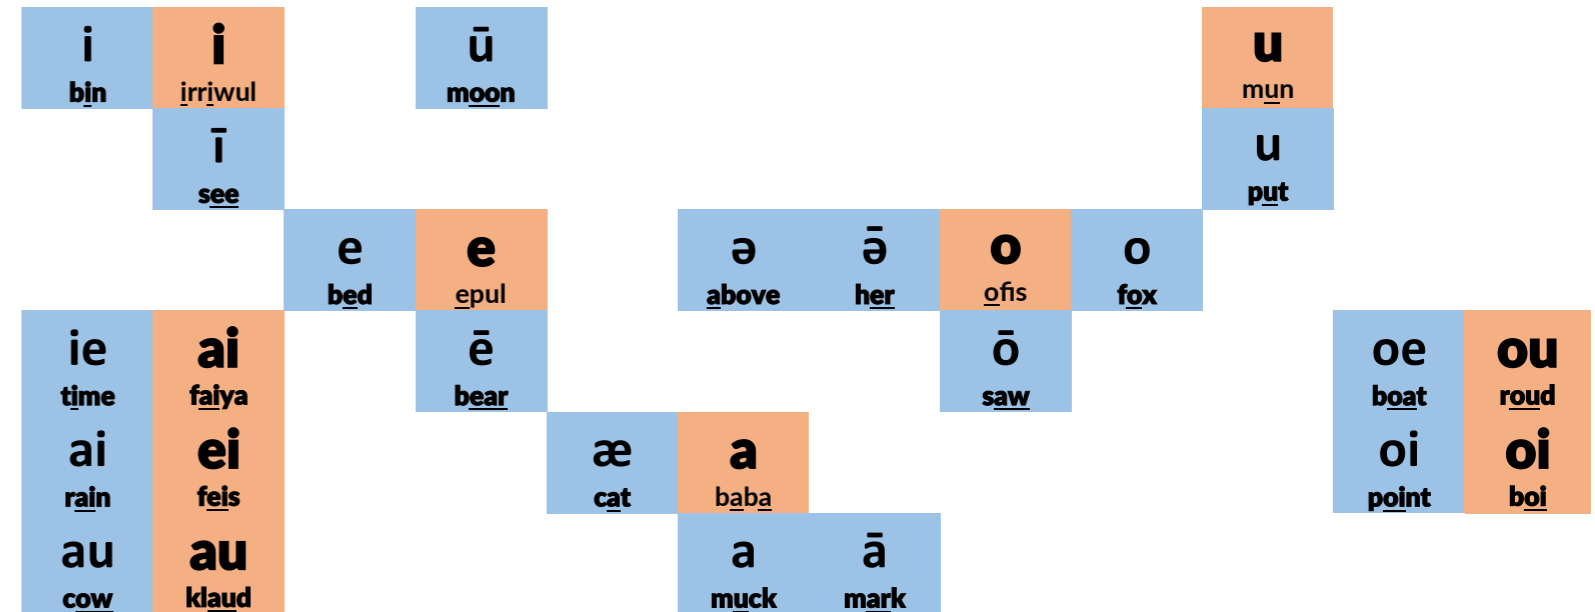 i i ū u
bin irriwul moon mun
ī u
see put
e e ə ə̄ o o
bed epul above her ofis fox
ie ai ē ō oe ou
time faiya bear saw boat roud
ai ei æ a oi oi
rain feis cat baba point boi
au au a ā
cow klaud muck mark